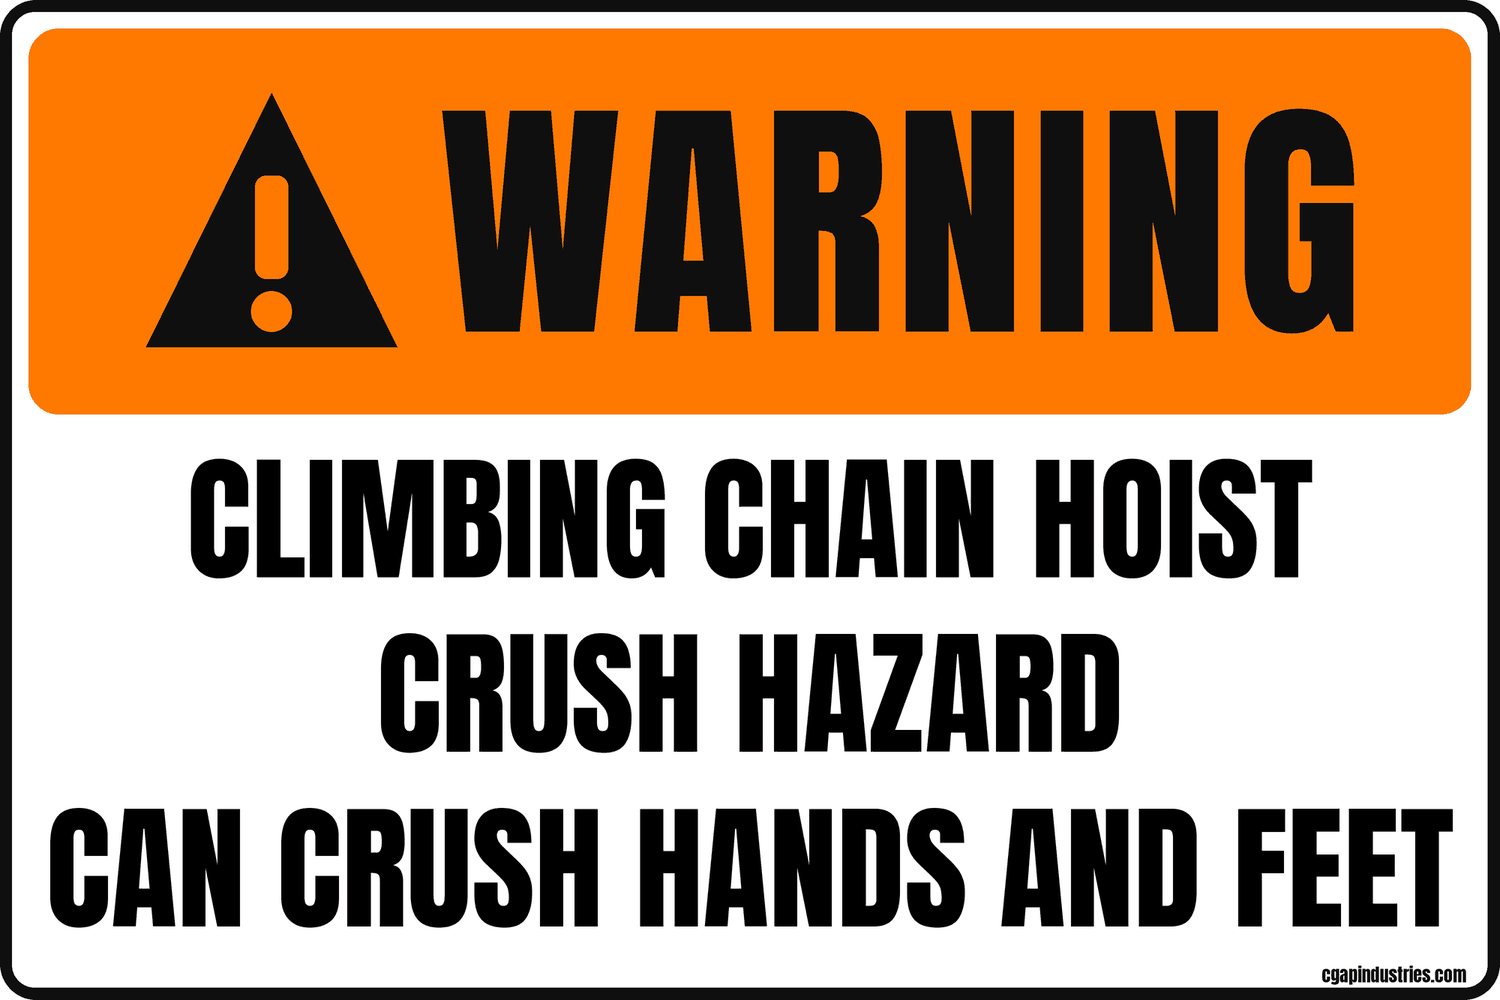 WARNING
CLIMBING CHAIN HOIST
CRUSH HAZARD
CAN CRUSH HANDS AND FEET
cgapindustries.com